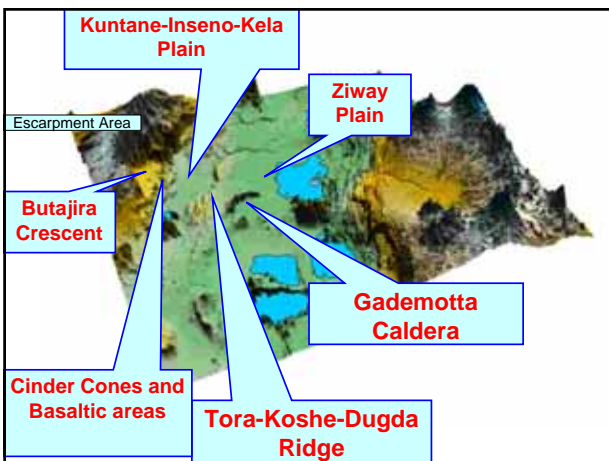 Kuntane-Inseno-Kela
Plain
Ziway
Plain
Escarpment Area
Butajira
Crescent
Gademotta
Caldera
Cinder Cones and
Basaltic areas
Tora-Koshe-Dugda
Ridge